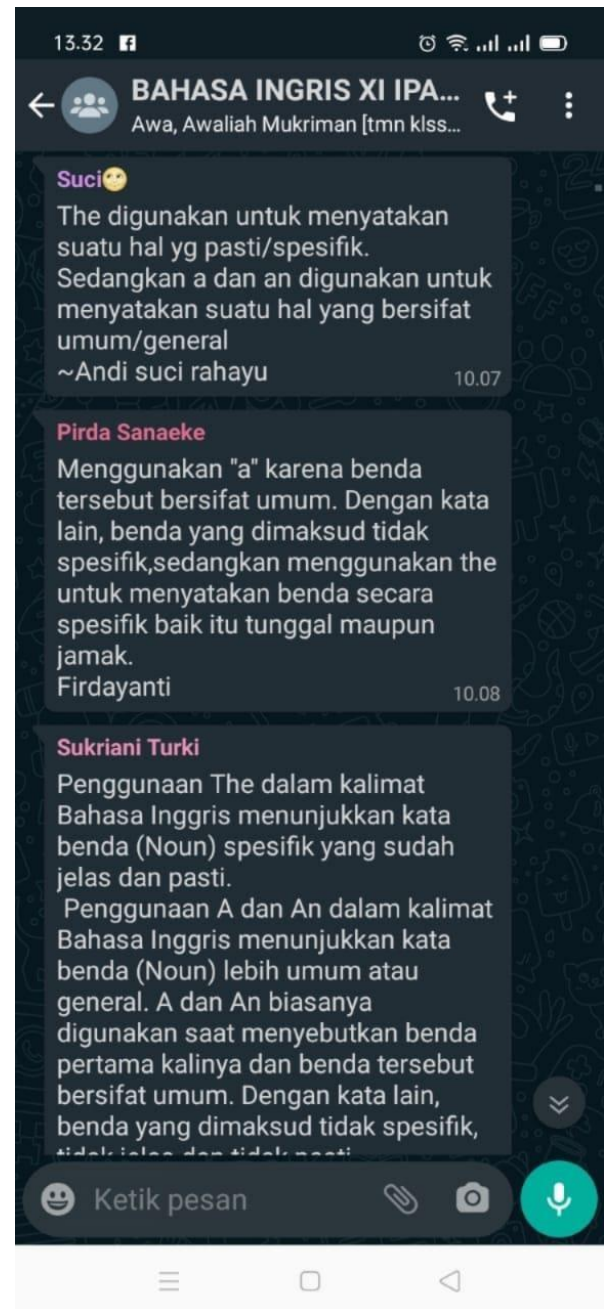 13.32
BAHASA INGRIS XI IPA...
Awa, Awaliah Mukriman [tmn klss...
Suci
The digunakan untuk menyatakan
suatu hal yg pasti/spesifik.
Sedangkan a dan an digunakan untuk
menyatakan suatu hal yang bersifat
umum/general
~Andi suci rahayu 10.07
Pirda Sanaeke
Menggunakan "a" karena benda
tersebut bersifat umum. Dengan kata
lain, benda yang dimaksud tidak
spesifik,sedangkan menggunakan the
untuk menyatakan benda secara
spesifik baik itu tunggal maupun
jamak.
Firdayanti 10.08
Sukriani Turki
Penggunaan The dalam kalimat
Bahasa Inggris menunjukkan kata
benda (Noun) spesifik yang sudah
jelas dan pasti.
Penggunaan A dan An dalam kalimat
Bahasa Inggris menunjukkan kata
benda (Noun) lebih umum atau
general. A dan An biasanya
digunakan saat menyebutkan benda
pertama kalinya dan benda tersebut
bersifat umum. Dengan kata lain,
benda yang dimaksud tidak spesifik,
tidak jelas dan tidak pasti
Ketik pesan